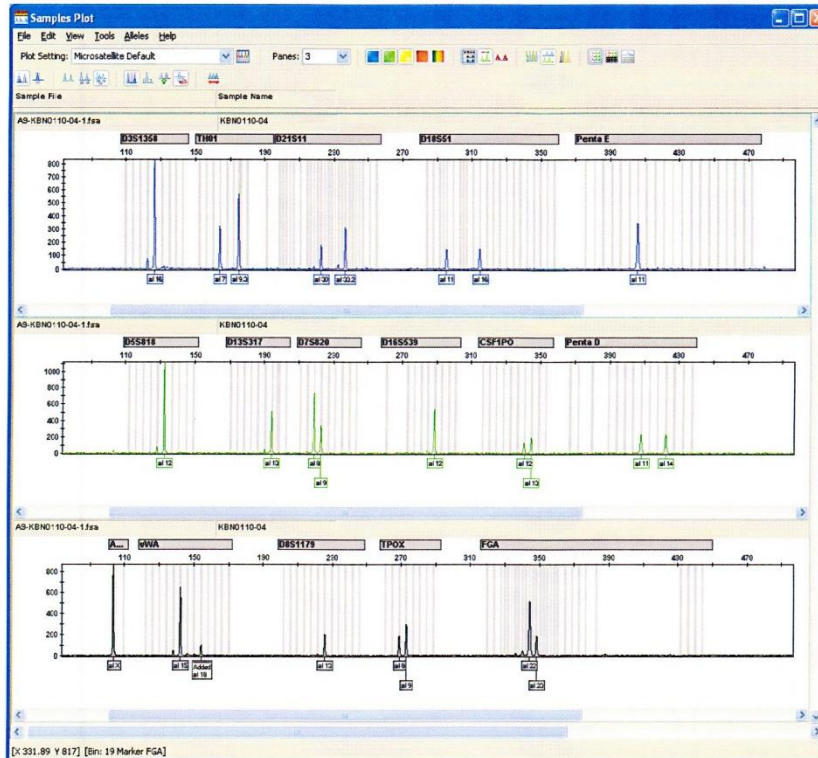 Samples Plot
File Edit View Tools Alleles Help
Plot Setting: Microsatellite Default Panes: 3
Sample File Sample Name
A9-KBN0110-04-1.fsa KBN0110-04
D3S1358 TH01 D21S11 D18S51 Penta E
110 150 190 230 270 310 350 390 430 470
800
700
600
500
400
300
200
100
0
al 16 al 7 al 9.3 al 30 al 33.2 al 11 al 16 al 11
A9-KBN0110-04-1.fsa KBN0110-04
D5S818 D13S317 D7S820 D16S539 CSF1PO Penta D
110 150 190 230 270 310 350 390 430 470
1000
800
600
400
200
0
al 12 al 13 al 8 al 12 al 12 al 11 al 14
al 9 al 13
A9-KBN0110-04-1.fsa KBN0110-04
A... vWA D8S1179 TPOX FGA
110 150 190 230 270 310 350 390 430 470
800
600
400
200
0
al X al 15 Added al 13 al 8 al 22
al 18
al 9 al 23
[X 331.89 Y 817] [Bin: 19 Marker FGA]